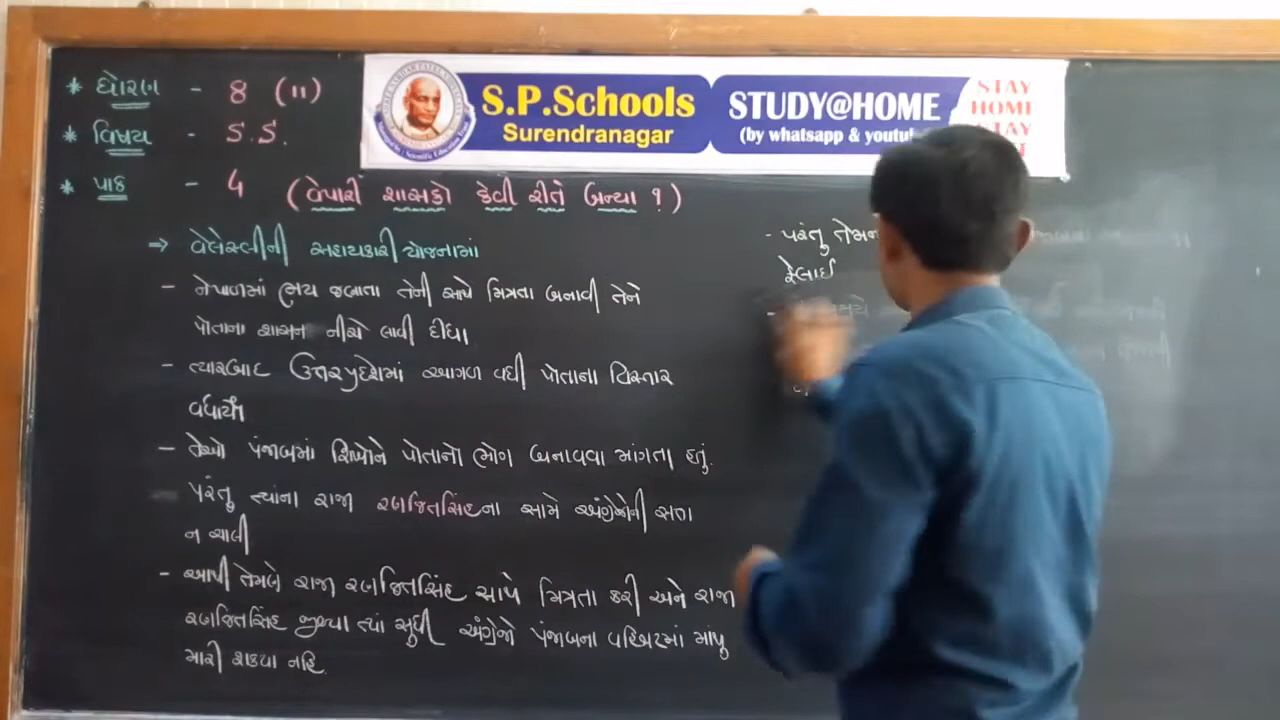 * ધોરણ - 8 (II)
* વિષય - S.S.
* પાઠ - 4 (વેપારી શાસકો કેવી રીતે બન્યા ?)
S.P.Schools
Surendranagar
STUDY@HOME
(by whatsapp &
STAY
HOME
STAY
⇒ વેલેસ્લીની સહાયકારી યોજનામાં
- નેપાળમાં ભય જણાતા તેની સાથે મિત્રતા બનાવી તેને
પોતાના શાસન નીચે લાવી દીધા
- ત્યારબાદ ઉત્તરપ્રદેશમાં આગળ વધી પોતાના વિસ્તાર
વધાર્યો
- તેઓ પંજાબમાં શિખોને પોતાનો ભોગ બનાવવા માંગતા હતું.
પરંતુ ત્યાંના રાજા રણજિતસિંહના સામે અંગ્રેજોની સત્તા
ન ચાલી
- આથી તેમણે રાજા રણજિતસિંહ સાથે મિત્રતા કરી અને રાજા
રણજિતસિંહ જીવ્યા ત્યાં સુધી અંગ્રેજો પંજાબના વહિવટમાં માંથુ
મારી શક્યા નહિ.
- પરંતુ
ફેલાઈ